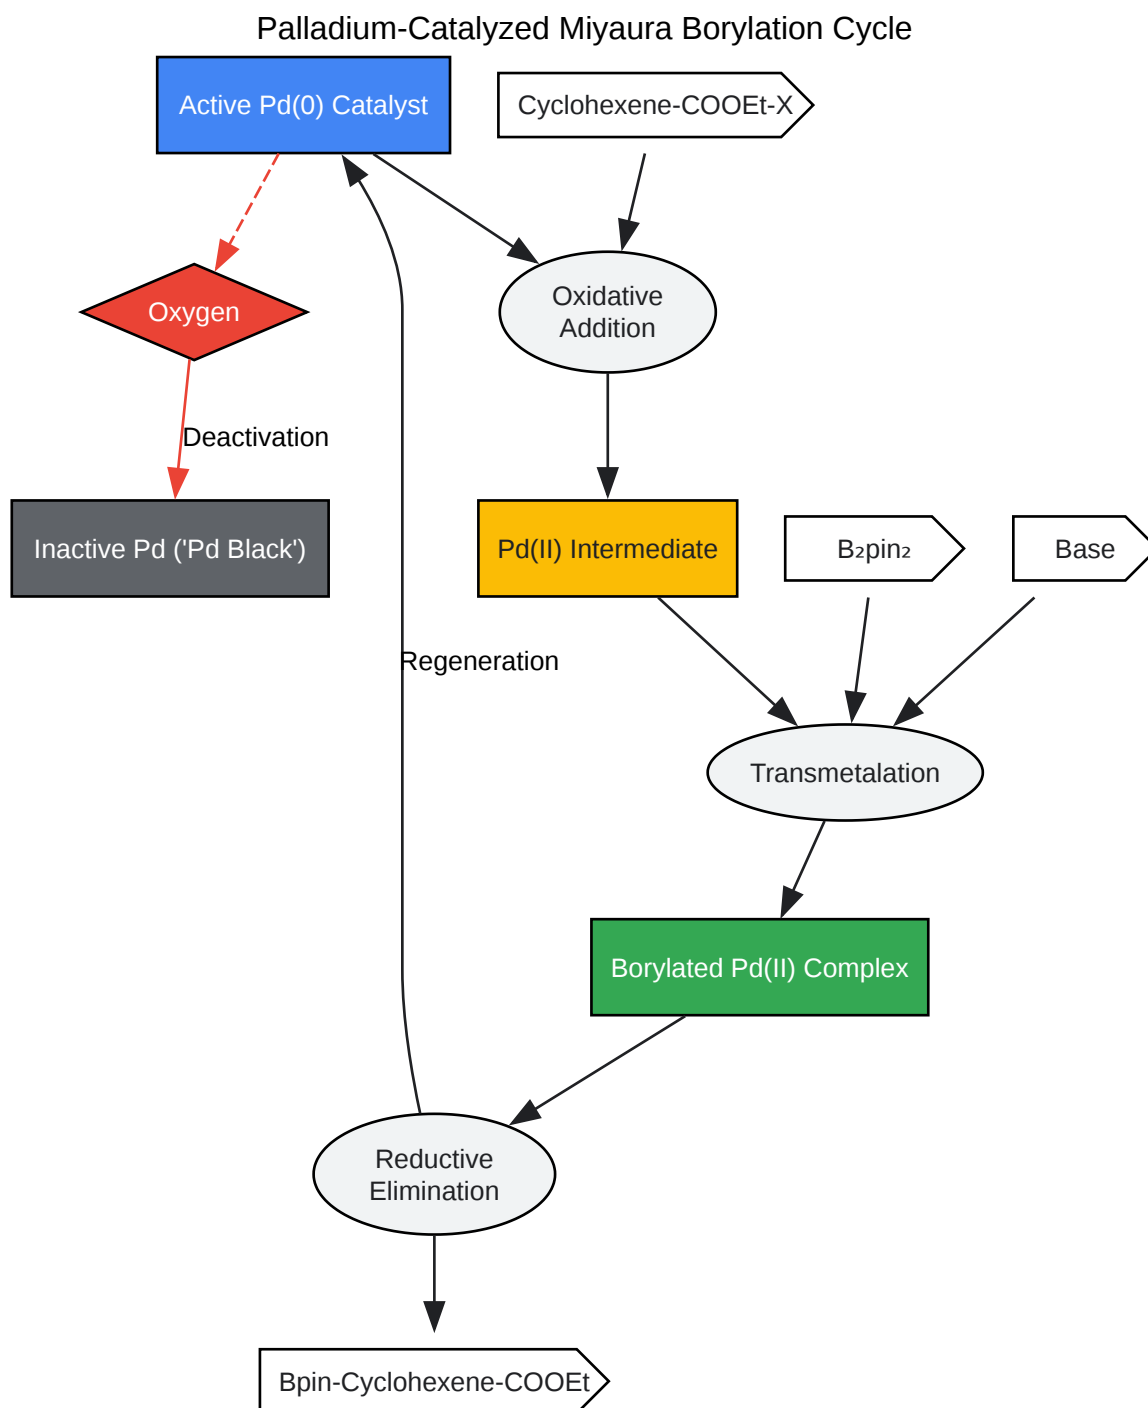 Palladium-Catalyzed Miyaura Borylation Cycle
Active Pd(0) Catalyst
Cyclohexene-COOEt-X
Oxygen
Oxidative
Addition
Deactivation
Inactive Pd ('Pd Black')
Pd(II) Intermediate
B₂pin₂
Base
Regeneration
Transmetalation
Borylated Pd(II) Complex
Reductive
Elimination
Bpin-Cyclohexene-COOEt